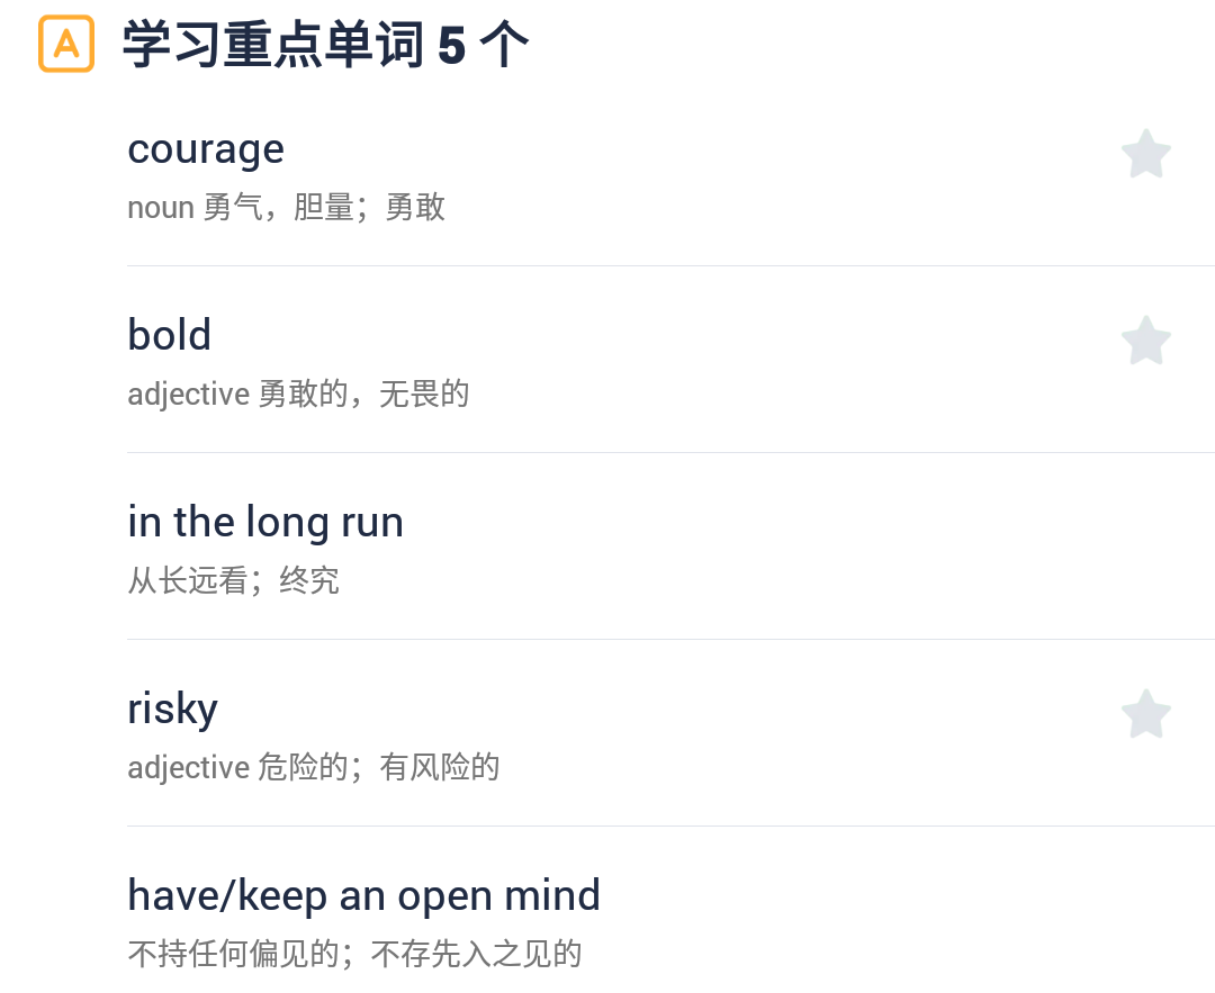 A 学习重点单词 5 个
courage
noun 勇气，胆量；勇敢
bold
adjective 勇敢的，无畏的
in the long run
从长远看；终究
risky
adjective 危险的；有风险的
have/keep an open mind
不持任何偏见的；不存先入之见的